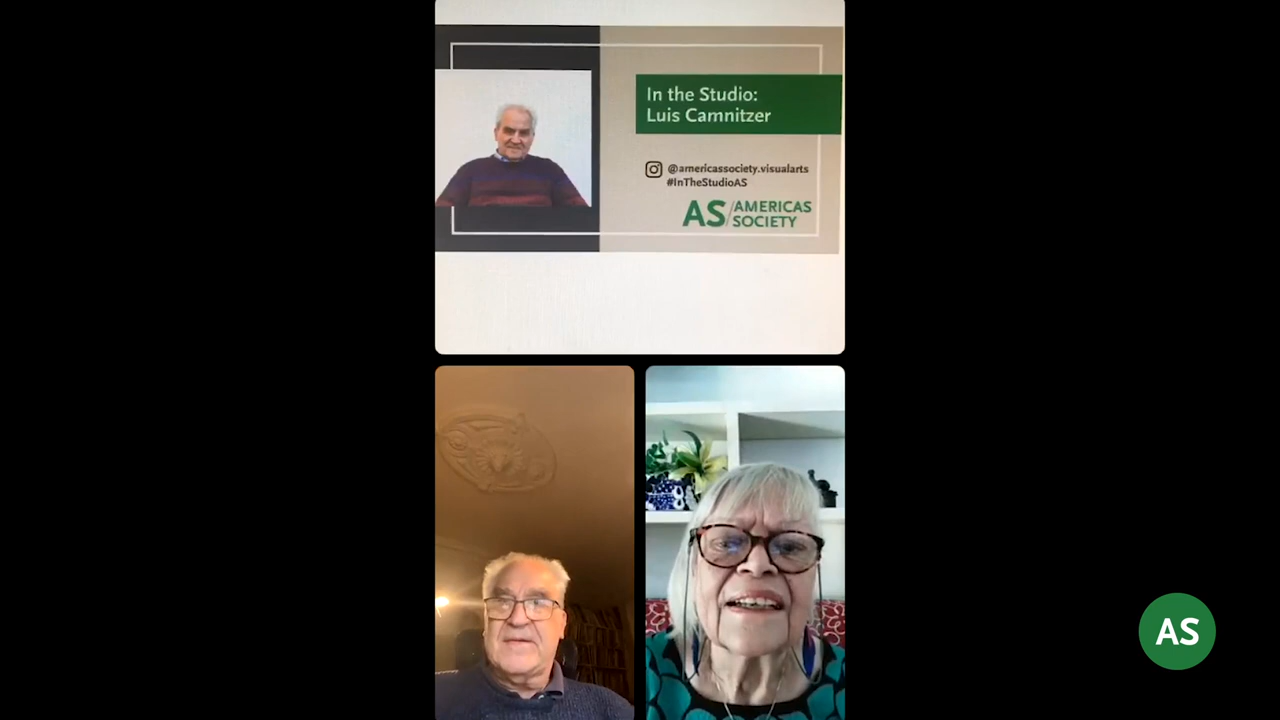 In the Studio:
Luis Camnitzer
@americassociety.visualarts
#InTheStudioAS
AS/AMERICAS
SOCIETY
AS